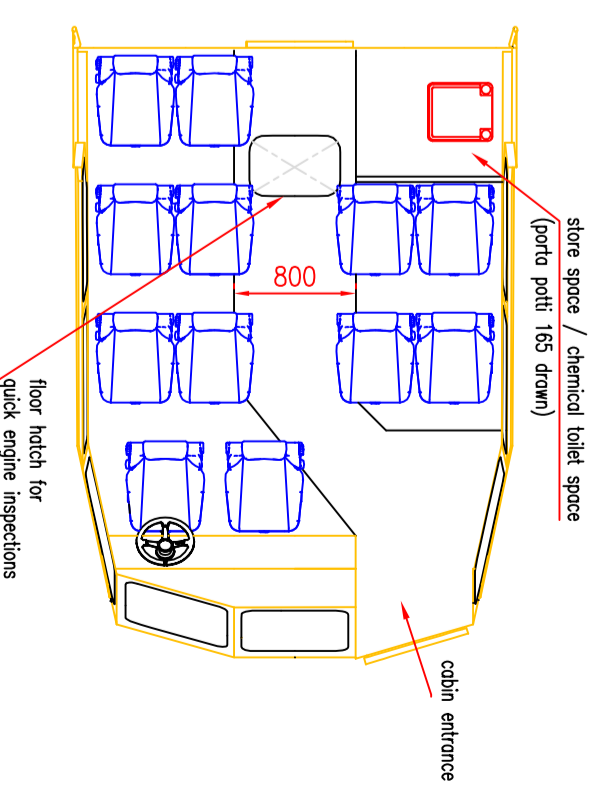 store space / chemical toilet space
(porta potti 165 drawn)
800
floor hatch for
quick engine inspections
cabin entrance